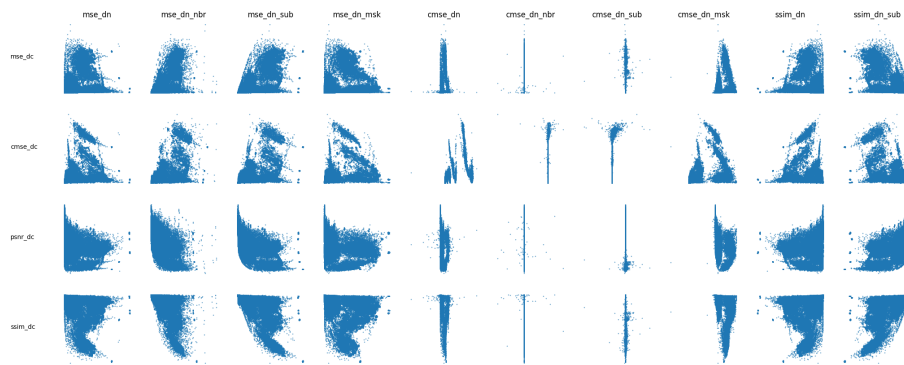 mse_dn mse_dn_nbr mse_dn_sub mse_dn_msk cmse_dn cmse_dn_nbr cmse_dn_sub cmse_dn_msk ssim_dn ssim_dn_sub
mse_dc
cmse_dc
psnr_dc
ssim_dc